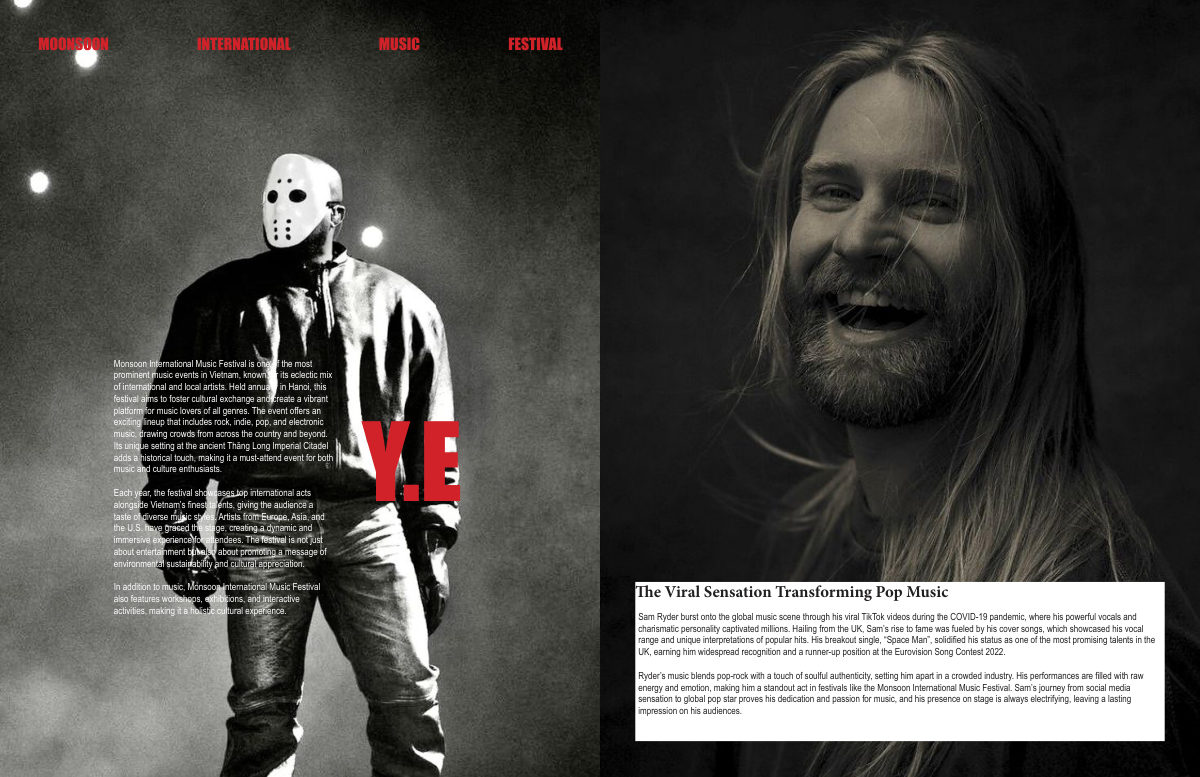 MOONSOON INTERNATIONAL MUSIC FESTIVAL
Monsoon International Music Festival is one of the most
prominent music events in Vietnam, known for its eclectic mix
of international and local artists. Held annually in Hanoi, this
festival aims to foster cultural exchange and create a vibrant
platform for music lovers of all genres. The event offers an
exciting lineup that includes rock, indie, pop, and electronic
music, drawing crowds from across the country and beyond.
Its unique setting at the ancient Thăng Long Imperial Citadel
adds a historical touch, making it a must-attend event for both
music and culture enthusiasts.
Each year, the festival showcases top international acts
alongside Vietnam's finest talents, giving the audience a
taste of diverse music styles. Artists from Europe, Asia, and
the U.S. have graced the stage, creating a dynamic and
immersive experience for attendees. The festival is not just
about entertainment but also about promoting a message of
environmental sustainability and cultural appreciation.
In addition to music, Monsoon International Music Festival
also features workshops, exhibitions, and interactive
activities, making it a holistic cultural experience.
Y.E
The Viral Sensation Transforming Pop Music
Sam Ryder burst onto the global music scene through his viral TikTok videos during the COVID-19 pandemic, where his powerful vocals and
charismatic personality captivated millions. Hailing from the UK, Sam's rise to fame was fueled by his cover songs, which showcased his vocal
range and unique interpretations of popular hits. His breakout single, “Space Man”, solidified his status as one of the most promising talents in the
UK, earning him widespread recognition and a runner-up position at the Eurovision Song Contest 2022.
Ryder's music blends pop-rock with a touch of soulful authenticity, setting him apart in a crowded industry. His performances are filled with raw
energy and emotion, making him a standout act in festivals like the Monsoon International Music Festival. Sam's journey from social media
sensation to global pop star proves his dedication and passion for music, and his presence on stage is always electrifying, leaving a lasting
impression on his audiences.